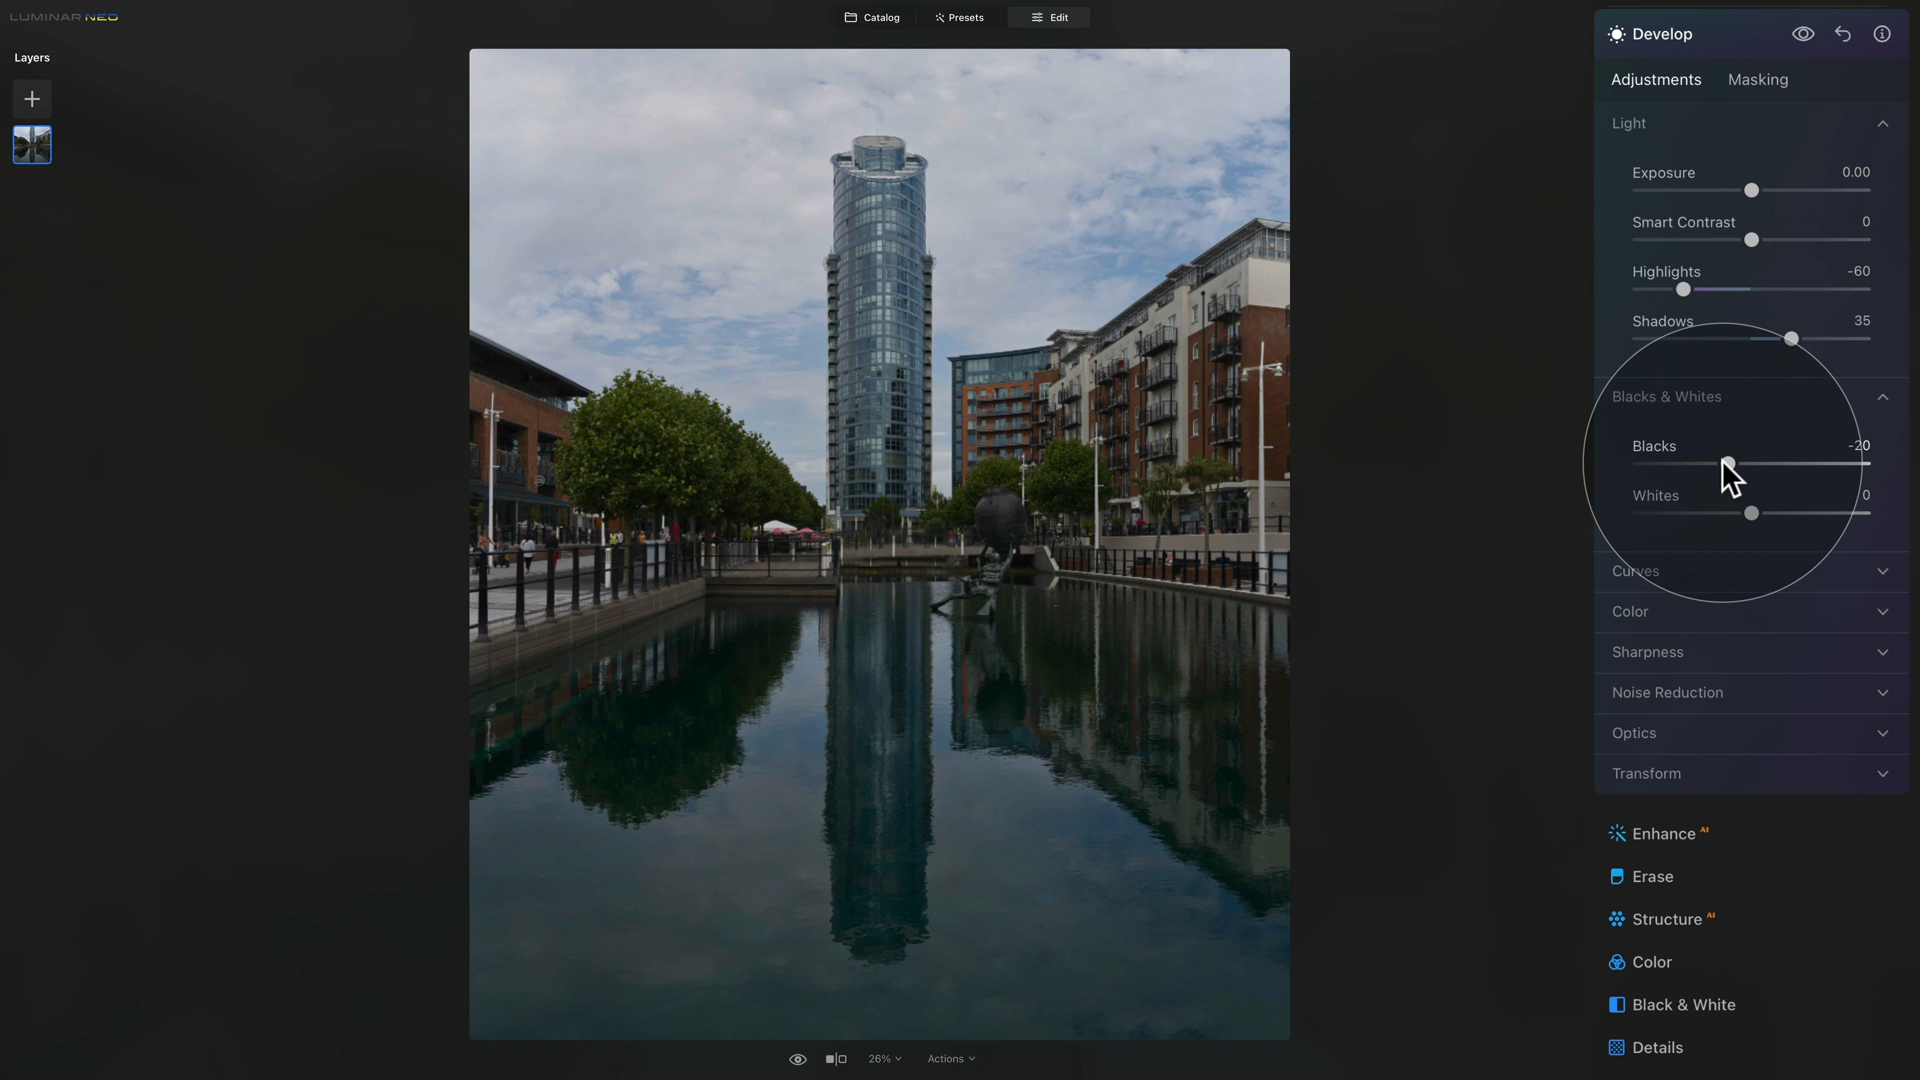 LUMINAR NEO
Catalog
Presets
Edit
Layers
26%
Actions
Develop
Adjustments
Masking
Light
Exposure
0.00
Smart Contrast
0
Highlights
-60
Shadows
35
Blacks & Whites
Blacks
-20
Whites
0
Curves
Color
Sharpness
Noise Reduction
Optics
Transform
Enhance AI
Erase
Structure AI
Color
Black & White
Details